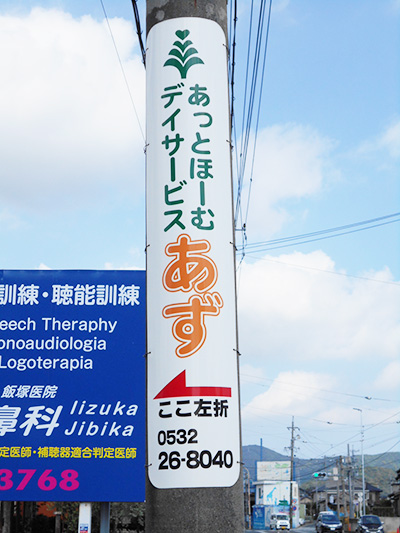 あっとほーむ
デイサービス
あず
ここ左折
0532
26-8040
訓練・聴能訓練
eech Theraphy
onoaudiologia
Logoterapia
飯塚医院
鼻科 Iizuka
Jibika
定医師・補聴器適合判定医師
3768